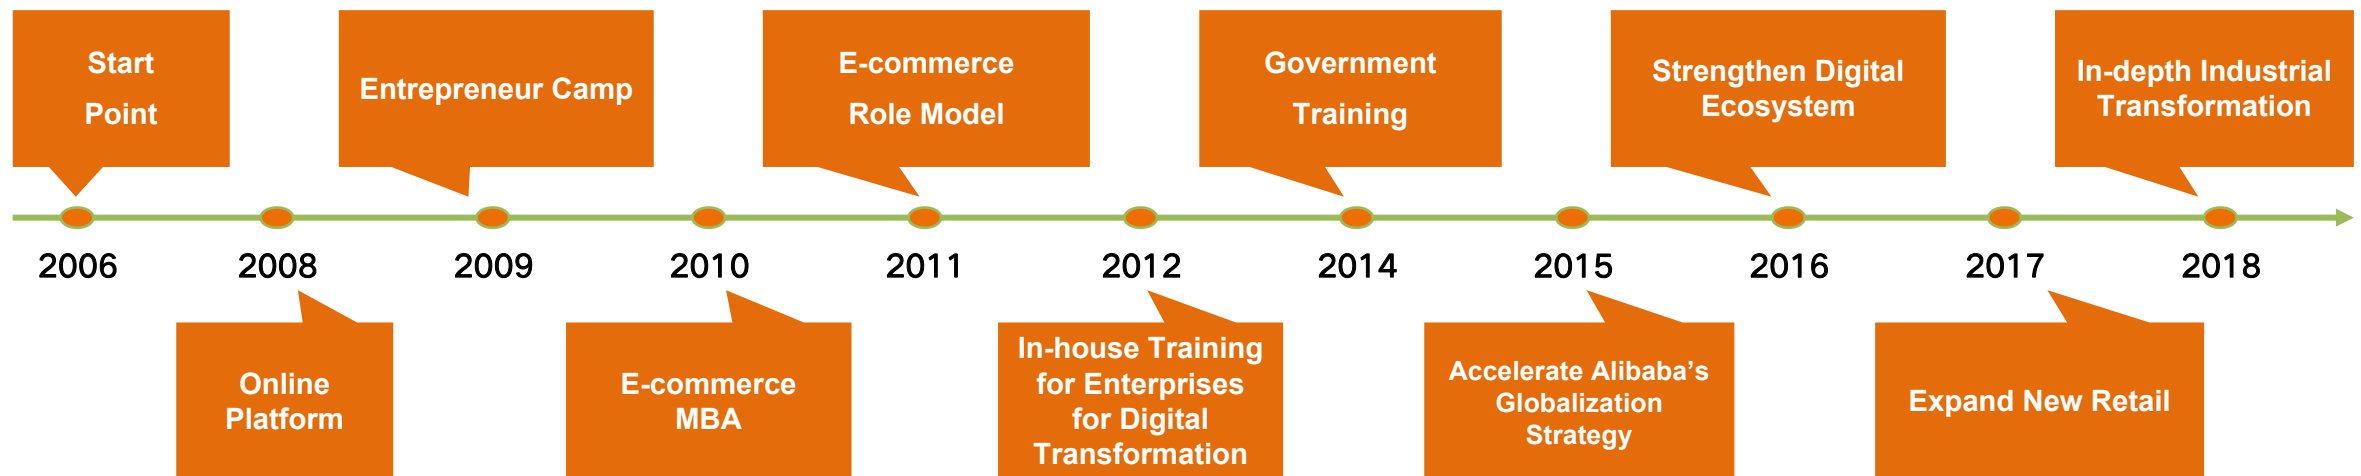 Start
Point
Entrepreneur Camp
E-commerce
Role Model
Government
Training
Strengthen Digital
Ecosystem
In-depth Industrial
Transformation
2006
2008
2009
2010
2011
2012
2014
2015
2016
2017
2018
Online
Platform
E-commerce
MBA
In-house Training
for Enterprises
for Digital
Transformation
Accelerate Alibaba’s
Globalization
Strategy
Expand New Retail